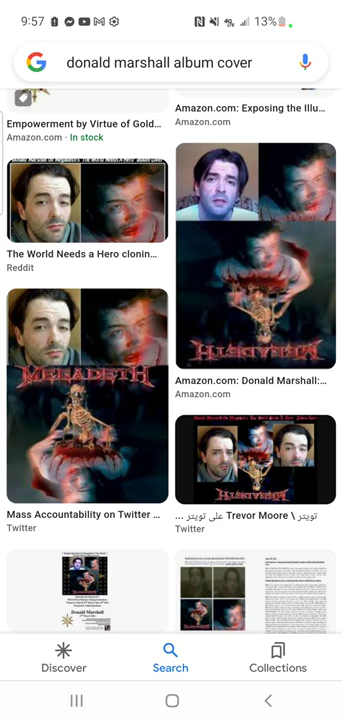 9:57
13%
donald marshall album cover
Empowerment by Virtue of Gold...
Amazon.com · In stock
Amazon.com: Exposing the Illu...
Amazon.com
The World Needs a Hero clonin...
Reddit
Amazon.com: Donald Marshall:...
Amazon.com
MEGADETH
MEGADETH
Mass Accountability on Twitter ...
Twitter
MEGADETH
... على تويتر \ Trevor Moore تويتر
Twitter
Donald Marshall
Discover
Search
Collections